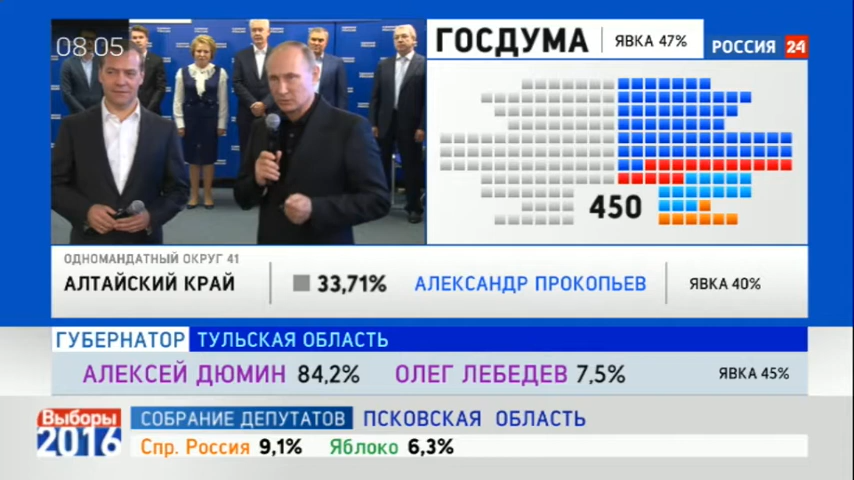 08:05
ГОСДУМА ЯВКА 47% РОССИЯ 24
450
ОДНОМАНДАТНЫЙ ОКРУГ 41
АЛТАЙСКИЙ КРАЙ 33,71% АЛЕКСАНДР ПРОКОПЬЕВ ЯВКА 40%
ГУБЕРНАТОР ТУЛЬСКАЯ ОБЛАСТЬ
АЛЕКСЕЙ ДЮМИН 84,2% ОЛЕГ ЛЕБЕДЕВ 7,5% ЯВКА 45%
Выборы 2016
СОБРАНИЕ ДЕПУТАТОВ ПСКОВСКАЯ ОБЛАСТЬ
Спр. Россия 9,1% Яблоко 6,3%